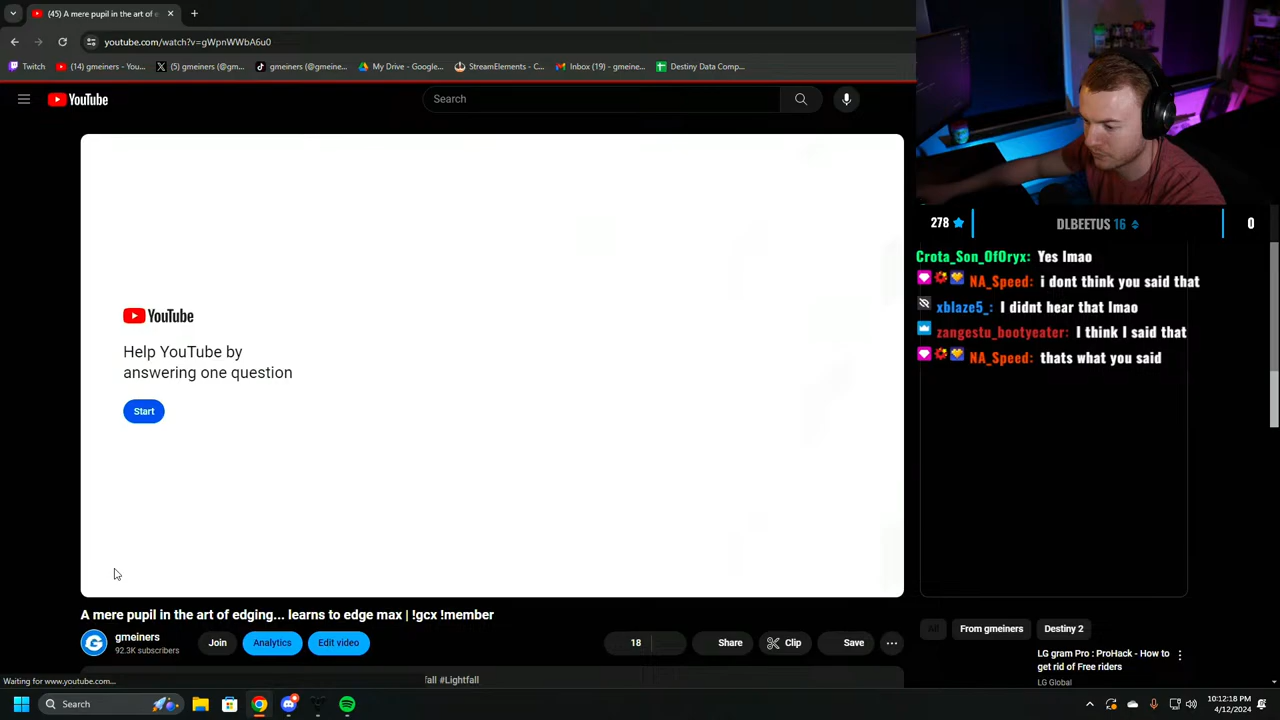 (45) A mere pupil in the art of e
youtube.com/watch?v=gWpnWWbA6u0
Twitch
(14) gmeiners - You...
(5) gmeiners (@gm...
gmeiners (@gmeine...
My Drive - Google...
StreamElements - C...
Inbox (19) - gmeine...
Destiny Data Comp...
YouTube
Search
YouTube
Help YouTube by
answering one question
Start
278
DLBEETUS 16
0
Crota_Son_OfOryx: Yes lmao
NA_Speed: i dont think you said that
xblaze5_: I didnt hear that lmao
zangestu_bootyeater: I think I said that
NA_Speed: thats what you said
A mere pupil in the art of edging... learns to edge max | !gcx !member
gmeiners
92.3K subscribers
Join
Analytics
Edit video
18
Share
Clip
Save
All
From gmeiners
Destiny 2
LG gram Pro : ProHack - How to
get rid of Free riders
LG Global
fall #Lightfall
Waiting for www.youtube.com...
Search
10:12:18 PM
4/12/2024